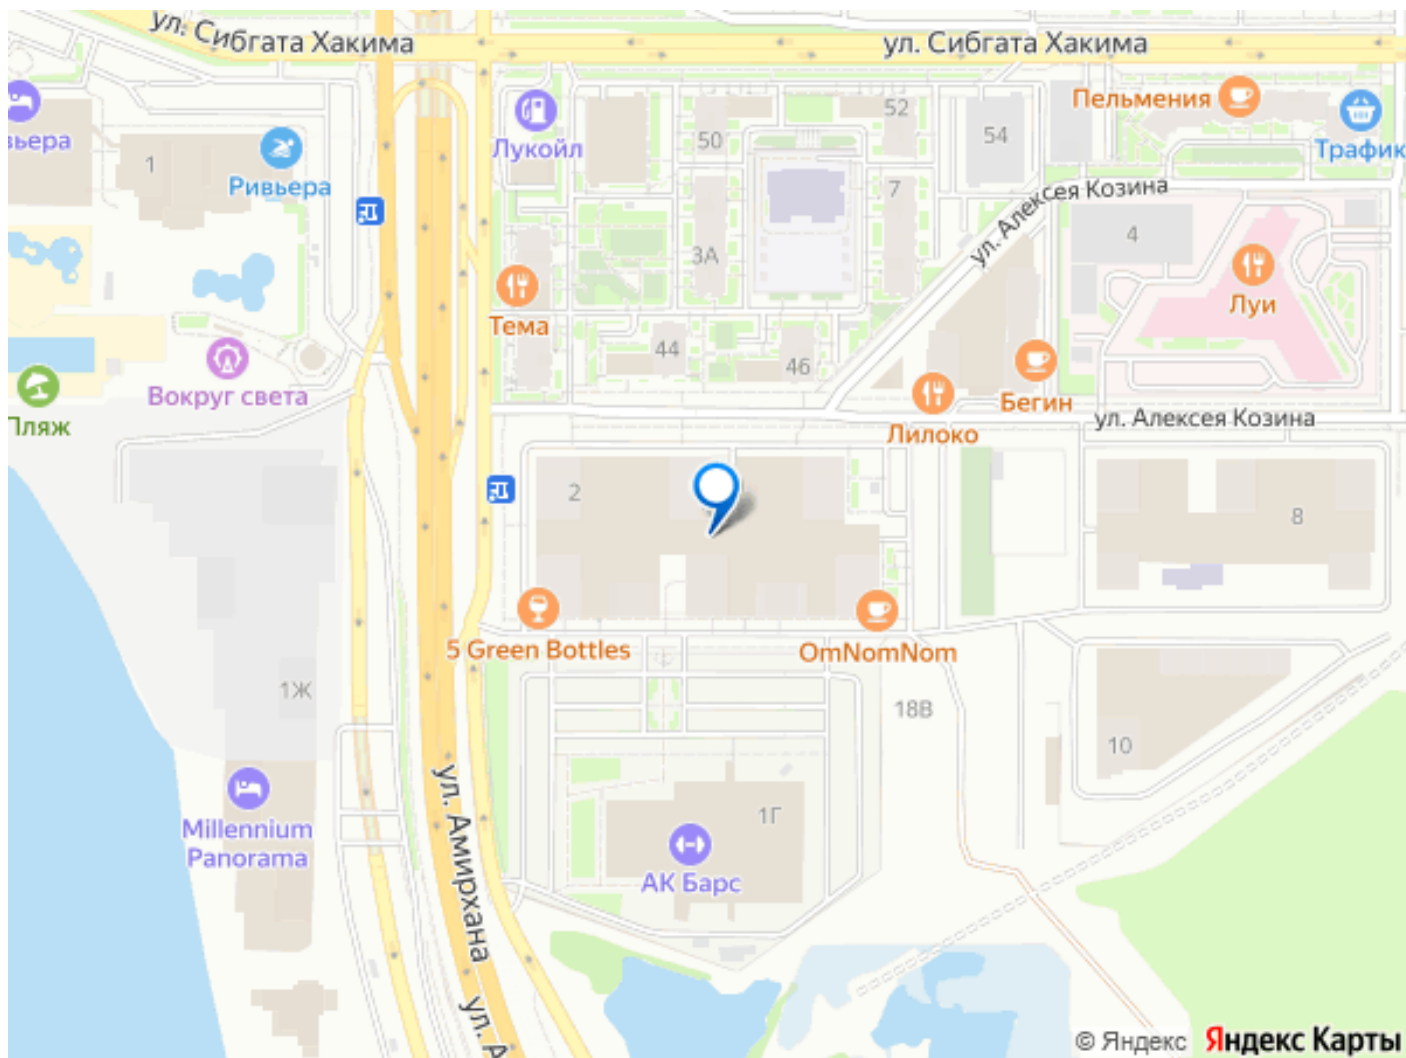 ул. Сибгата Хакима
ул. Сибгата Хакима
вьера
1
Ривьера
Лукойл
50
52
54
Пельмения
Трафик
7
ул. Алексея Козина
4
3А
Тема
44
46
Луи
Вокруг света
Пляж
Бегин
Лилоко
ул. Алексея Козина
2
8
5 Green Bottles
OmNomNom
1Ж
18В
10
Millennium
Panorama
ул. Амирхана
1Г
АК Барс
ул. А
© Яндекс Яндекс Карты